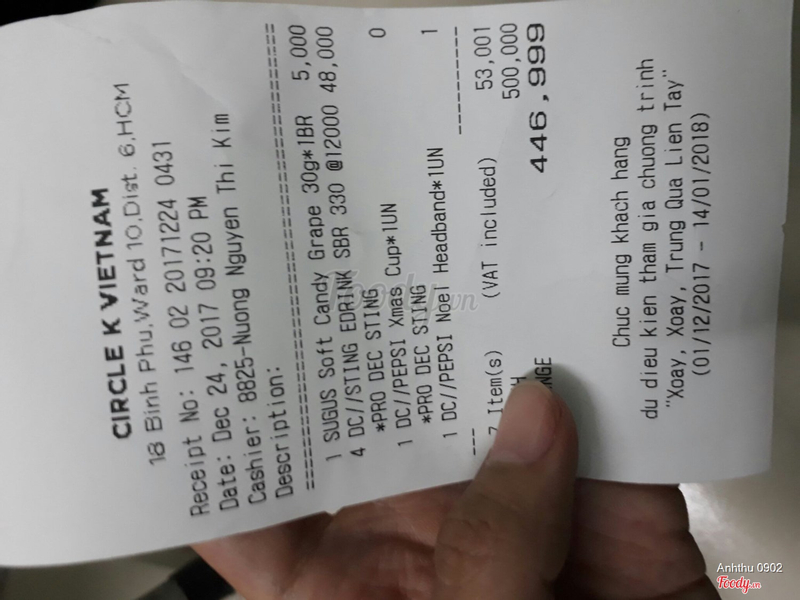 CIRCLE K VIETNAM
18 Binh Phu,Ward 10,Dist. 6,HCM
Receipt No: 146 02 20171224 0431
Date: Dec 24, 2017 09:20 PM
Cashier: 8825-Nuong Nguyen Thi Kim
Description:
1 SUGUS Soft Candy Grape 30g*1BR 5,000
4 DC//STING EDRINK SBR 330 @12000 48,000
*PRO DEC STING
1 DC//PEPSI Xmas Cup*1UN 0
*PRO DEC STING
1 DC//PEPSI Noel Headband*1UN 1
7 Item(s) (VAT included) 53,001
H 500,000
NGE 446,999
Chuc mung khach hang
du dieu kien tham gia chuong trinh
"Xoay, Xoay, Trung Qua Lien Tay"
(01/12/2017 - 14/01/2018)
Foody.vn
Anhthu 0902
Foody.vn